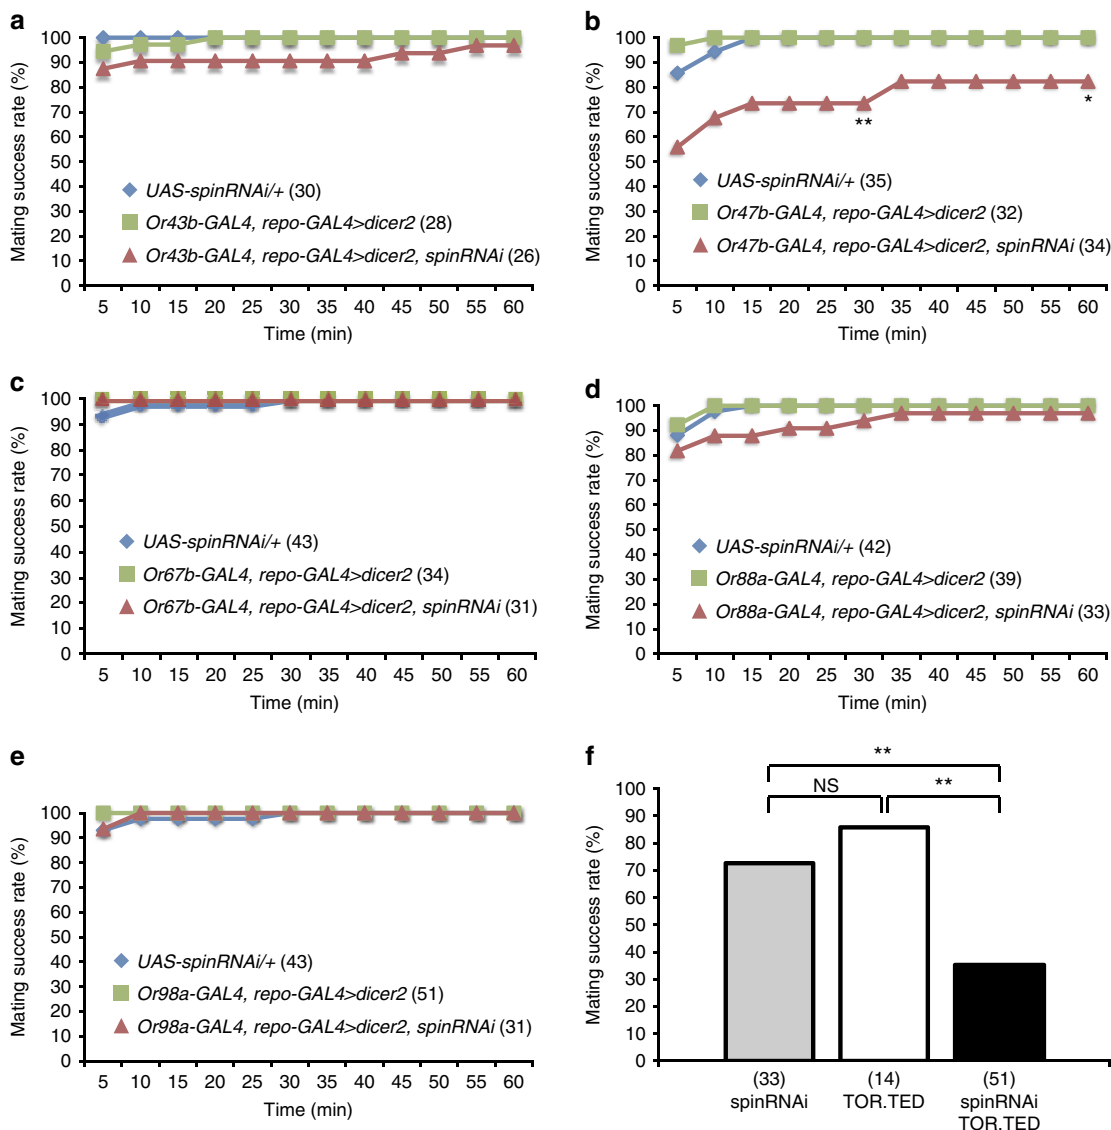 a
Mating success rate (%)
100
90
80
70
60
50
40
30
20
10
0
UAS-spinRNAi/+ (30)
Or43b-GAL4, repo-GAL4>dicer2 (28)
Or43b-GAL4, repo-GAL4>dicer2, spinRNAi (26)
5 10 15 20 25 30 35 40 45 50 55 60
Time (min)
b
Mating success rate (%)
100
90
80
70
60
50
40
30
20
10
0
**
*
UAS-spinRNAi/+ (35)
Or47b-GAL4, repo-GAL4>dicer2 (32)
Or47b-GAL4, repo-GAL4>dicer2, spinRNAi (34)
5 10 15 20 25 30 35 40 45 50 55 60
Time (min)
c
Mating success rate (%)
100
90
80
70
60
50
40
30
20
10
0
UAS-spinRNAi/+ (43)
Or67b-GAL4, repo-GAL4>dicer2 (34)
Or67b-GAL4, repo-GAL4>dicer2, spinRNAi (31)
5 10 15 20 25 30 35 40 45 50 55 60
Time (min)
d
Mating success rate (%)
100
90
80
70
60
50
40
30
20
10
0
UAS-spinRNAi/+ (42)
Or88a-GAL4, repo-GAL4>dicer2 (39)
Or88a-GAL4, repo-GAL4>dicer2, spinRNAi (33)
5 10 15 20 25 30 35 40 45 50 55 60
Time (min)
e
Mating success rate (%)
100
90
80
70
60
50
40
30
20
10
0
UAS-spinRNAi/+ (43)
Or98a-GAL4, repo-GAL4>dicer2 (51)
Or98a-GAL4, repo-GAL4>dicer2, spinRNAi (31)
5 10 15 20 25 30 35 40 45 50 55 60
Time (min)
f
Mating success rate (%)
**
NS
**
100
90
80
70
60
50
40
30
20
10
0
(33)
spinRNAi
(14)
TOR.TED
(51)
spinRNAi
TOR.TED